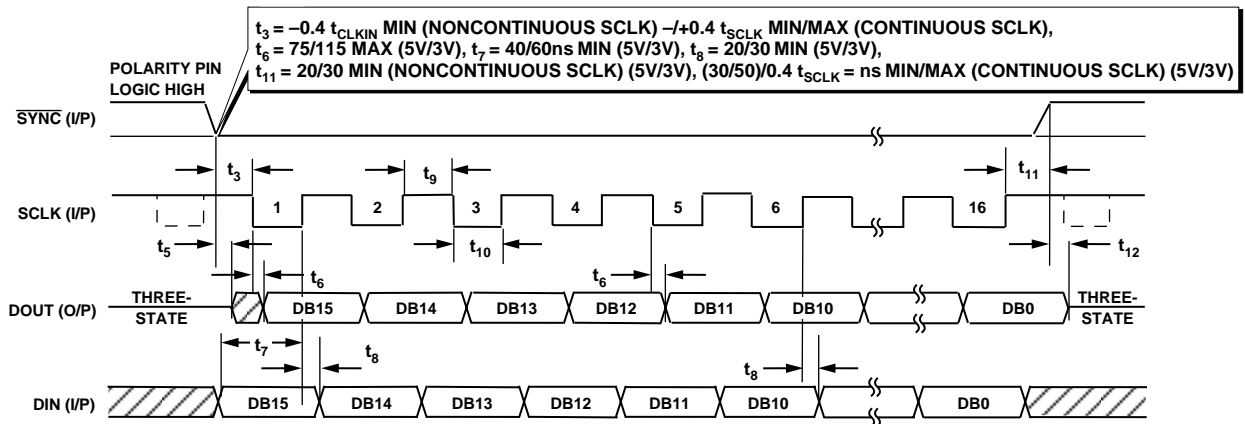 t3 = –0.4 tCLKIN MIN (NONCONTINUOUS SCLK) –/+0.4 tSCLK MIN/MAX (CONTINUOUS SCLK),
t6 = 75/115 MAX (5V/3V), t7 = 40/60ns MIN (5V/3V), t8 = 20/30 MIN (5V/3V),
t11 = 20/30 MIN (NONCONTINUOUS SCLK) (5V/3V), (30/50)/0.4 tSCLK = ns MIN/MAX (CONTINUOUS SCLK) (5V/3V)
POLARITY PIN
LOGIC HIGH
SYNC (I/P)
t3
t9
t11
SCLK (I/P)
1 2 3 4 5 6 16
t5
t10
t12
t6
t6
DOUT (O/P)
THREE-
STATE
DB15 DB14 DB13 DB12 DB11 DB10 DB0
THREE-
STATE
t7
t8
t8
DIN (I/P)
DB15 DB14 DB13 DB12 DB11 DB10 DB0